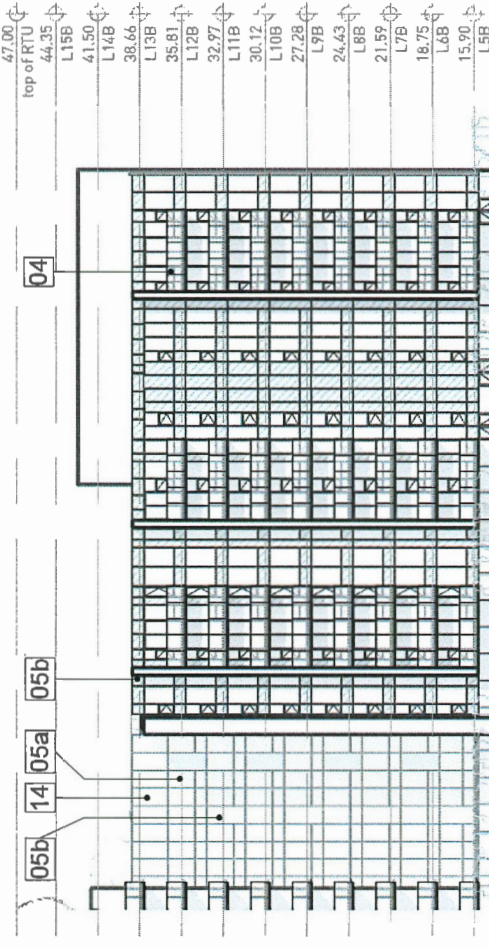 47.00
top of RTU
44.35
L15B
41.50
L14B
38.66
L13B
35.81
L12B
32.97
L11B
30.12
L10B
27.28
L9B
24.43
L8B
21.59
L7B
18.75
L6B
15.90
L5B
04
05b
05a
14
05b